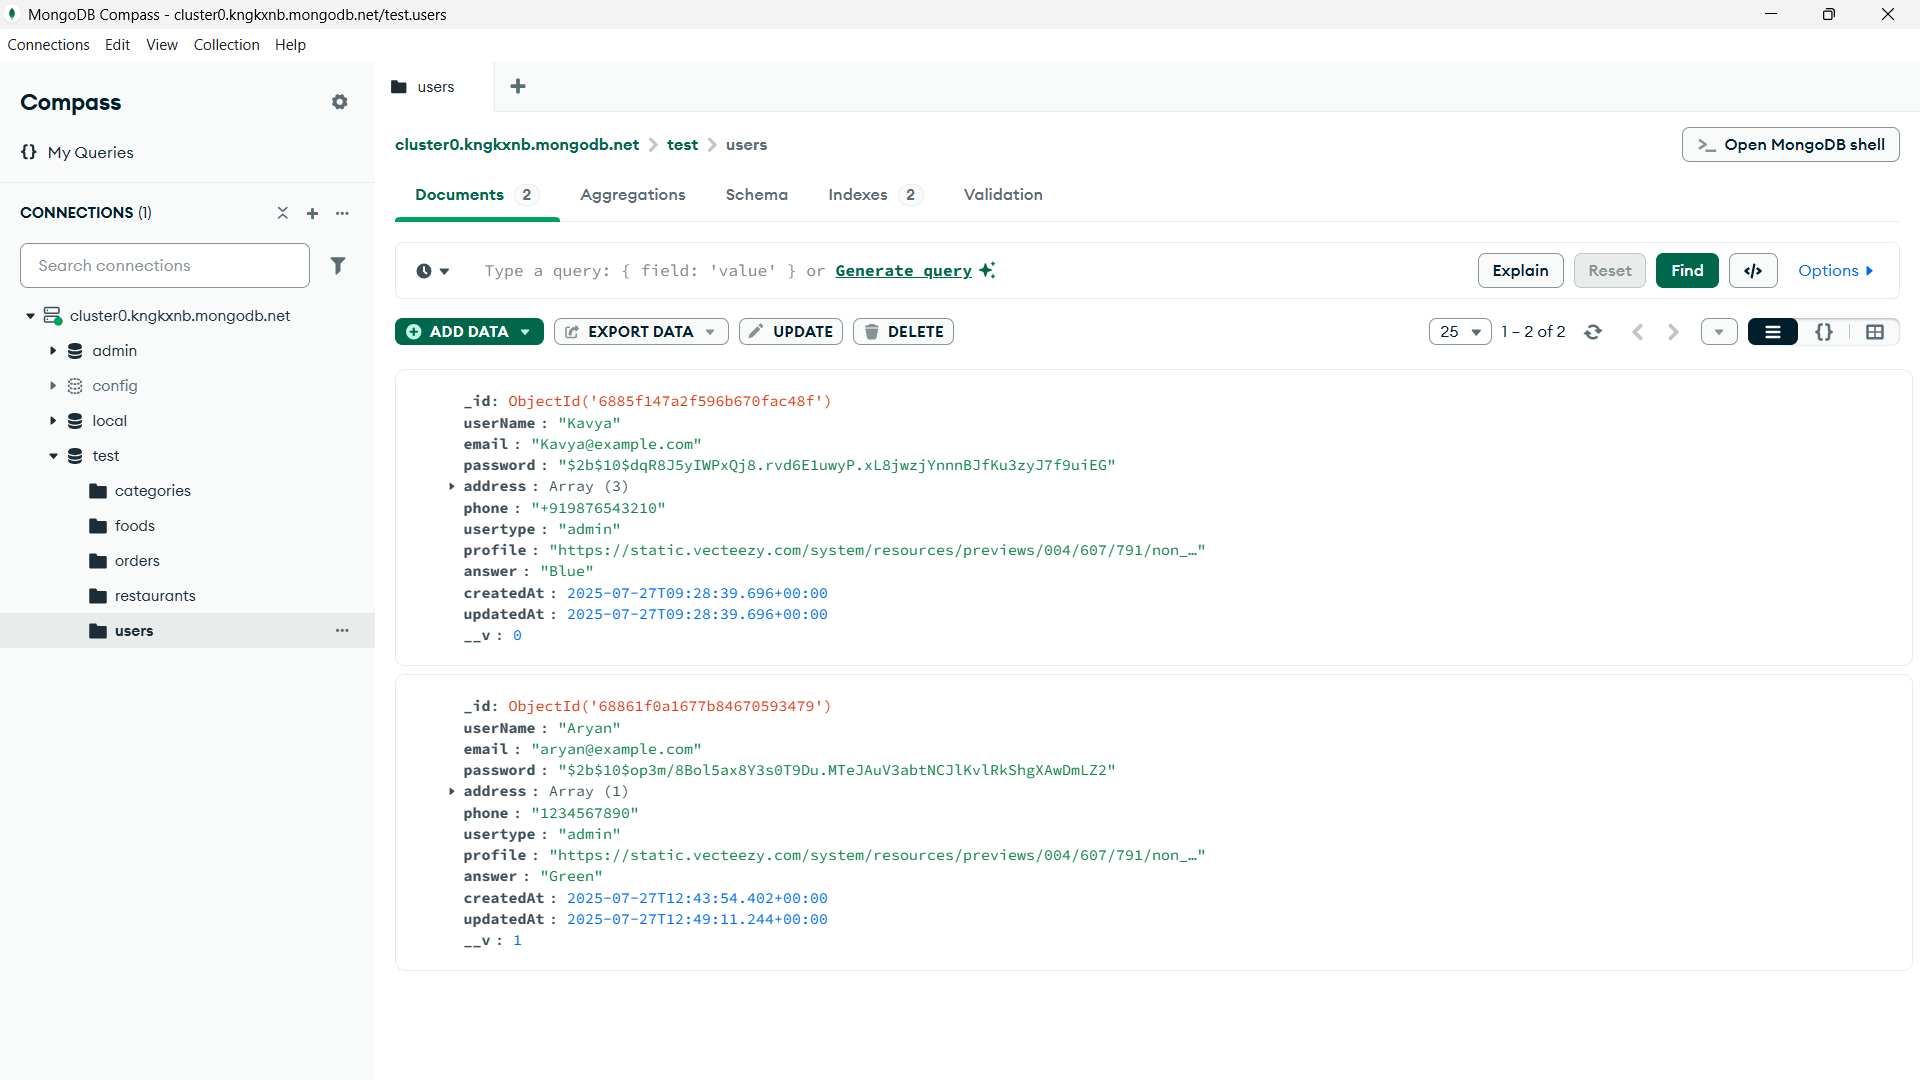 MongoDB Compass - cluster0.kngkxnb.mongodb.net/test.users
Connections Edit View Collection Help
Compass
{} My Queries
CONNECTIONS (1)
Search connections
cluster0.kngkxnb.mongodb.net
admin
config
local
test
categories
foods
orders
restaurants
users
users
cluster0.kngkxnb.mongodb.net > test > users
>_ Open MongoDB shell
Documents 2 Aggregations Schema Indexes 2 Validation
Type a query: { field: 'value' } or Generate query
Explain Reset Find </> Options
ADD DATA EXPORT DATA UPDATE DELETE
25 1 – 2 of 2 {}
_id: ObjectId('6885f147a2f596b670fac48f')
userName : "Kavya"
email : "Kavya@example.com"
password : "$2b$10$dqR8J5yIWPxQj8.rvd6E1uwyP.xL8jwzjYnnnBJfKu3zyJ7f9uiEG"
address : Array (3)
phone : "+919876543210"
usertype : "admin"
profile : "https://static.vecteezy.com/system/resources/previews/004/607/791/non_…"
answer : "Blue"
createdAt : 2025-07-27T09:28:39.696+00:00
updatedAt : 2025-07-27T09:28:39.696+00:00
__v : 0
_id: ObjectId('68861f0a1677b84670593479')
userName : "Aryan"
email : "aryan@example.com"
password : "$2b$10$op3m/8Bol5ax8Y3s0T9Du.MTeJAuV3abtNCJlKvlRkShgXAwDmLZ2"
address : Array (1)
phone : "1234567890"
usertype : "admin"
profile : "https://static.vecteezy.com/system/resources/previews/004/607/791/non_…"
answer : "Green"
createdAt : 2025-07-27T12:43:54.402+00:00
updatedAt : 2025-07-27T12:49:11.244+00:00
__v : 1